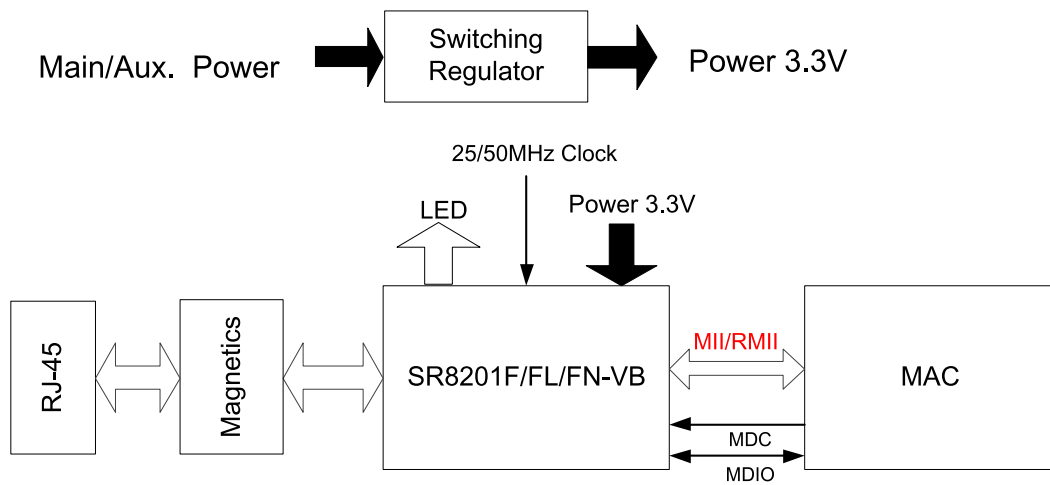 Main/Aux. Power
Switching
Regulator
Power 3.3V
25/50MHz Clock
LED
Power 3.3V
RJ-45
Magnetics
SR8201F/FL/FN-VB
MII/RMII
MAC
MDC
MDIO